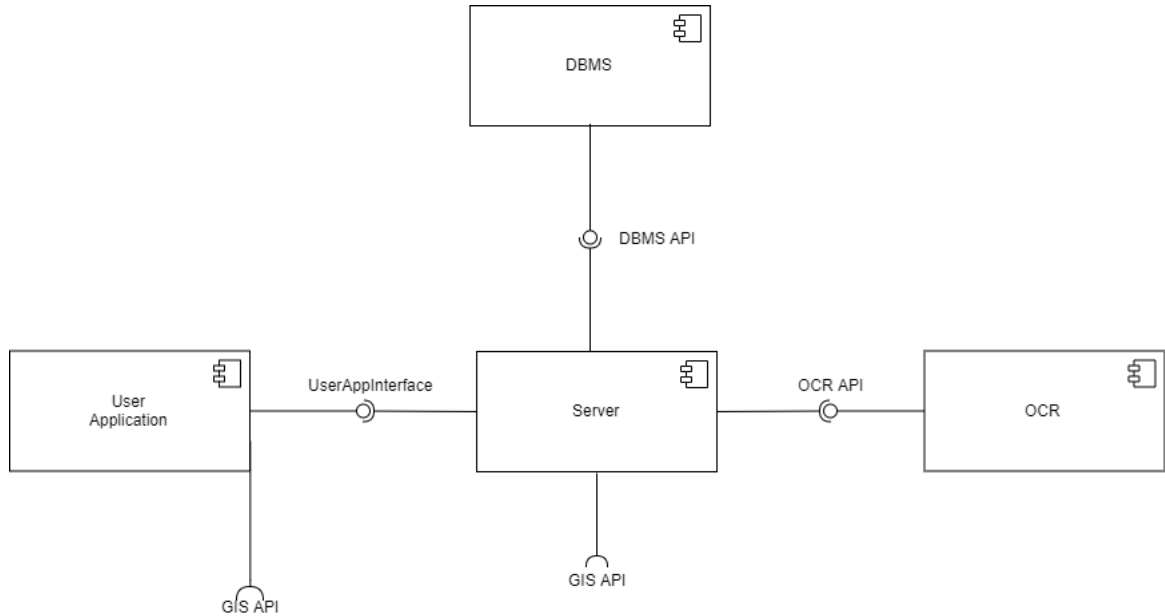 DBMS
DBMS API
User
Application
UserAppInterface
Server
OCR API
OCR
GIS API
GIS API